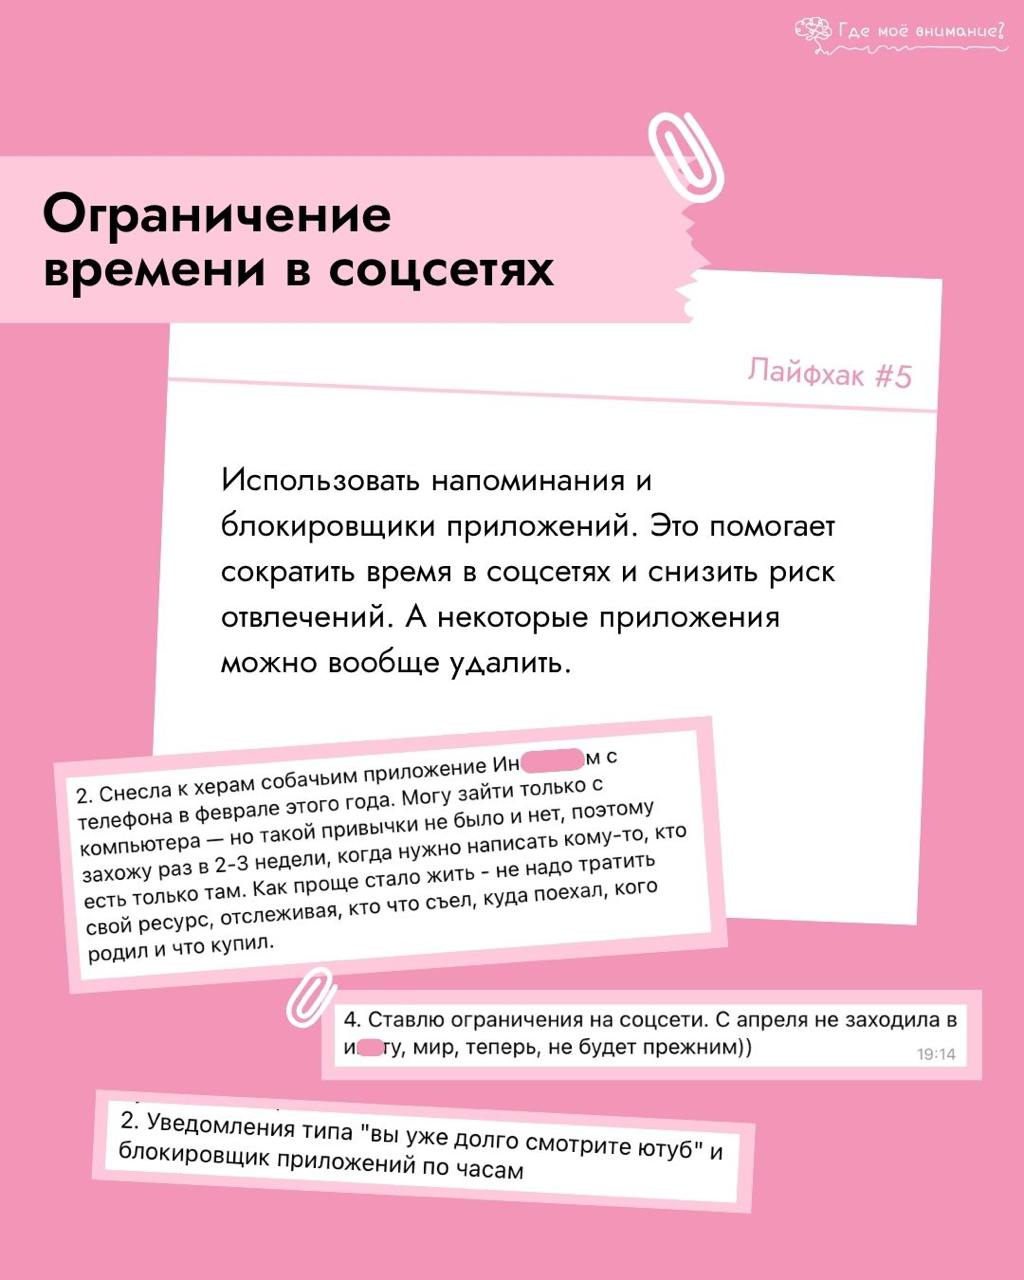 Где моё внимание?
Ограничение
времени в соцсетях
Лайфхак #5
Использовать напоминания и
блокировщики приложений. Это помогает
сократить время в соцсетях и снизить риск
отвлечений. А некоторые приложения
можно вообще удалить.
2. Снесла к херам собачьим приложение Ин м с
телефона в феврале этого года. Могу зайти только с
компьютера — но такой привычки не было и нет, поэтому
захожу раз в 2-3 недели, когда нужно написать кому-то, кто
есть только там. Как проще стало жить - не надо тратить
свой ресурс, отслеживая, кто что съел, куда поехал, кого
родил и что купил.
4. Ставлю ограничения на соцсети. С апреля не заходила в
и ту, мир, теперь, не будет прежним))
19:14
2. Уведомления типа "вы уже долго смотрите ютуб" и
блокировщик приложений по часам